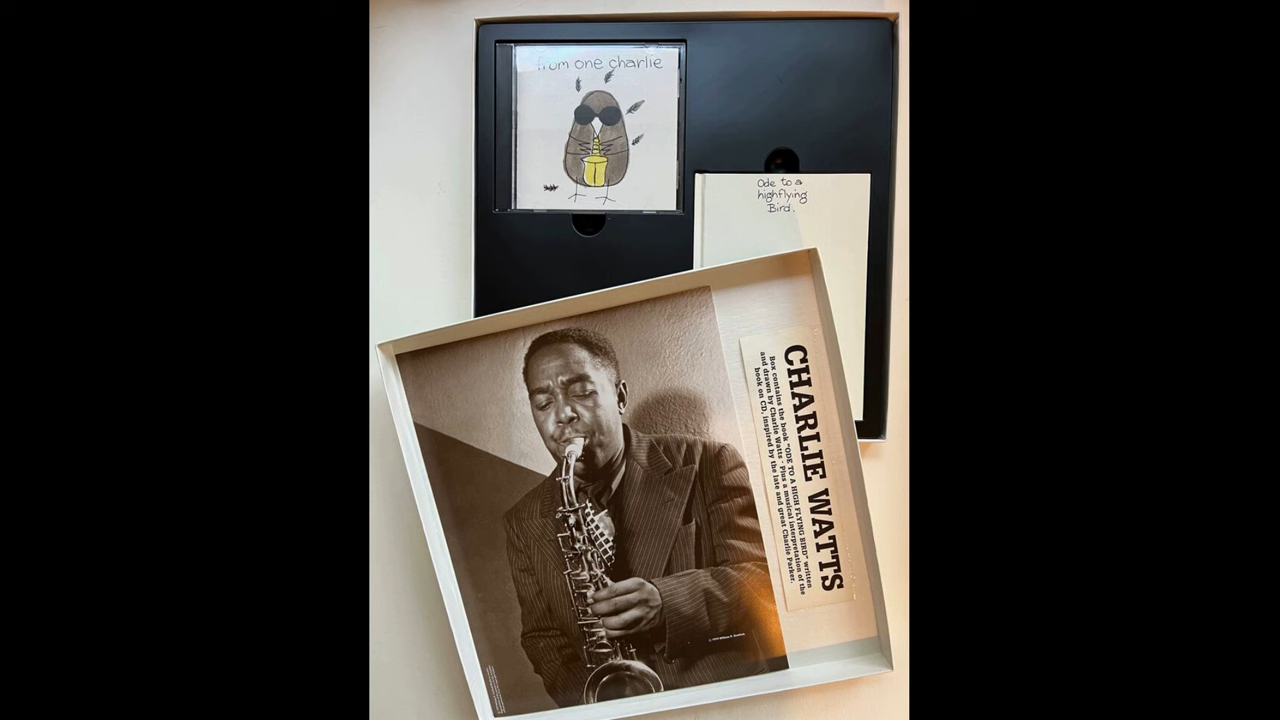 from one charlie
Ode to a
highflying
Bird.
CHARLIE WATTS
Box contains the book "ODE TO A HIGH FLYING BIRD" written
and drawn by Charlie Watts - Plus a musical interpretation of the
book on CD, inspired by the late and great Charlie Parker.